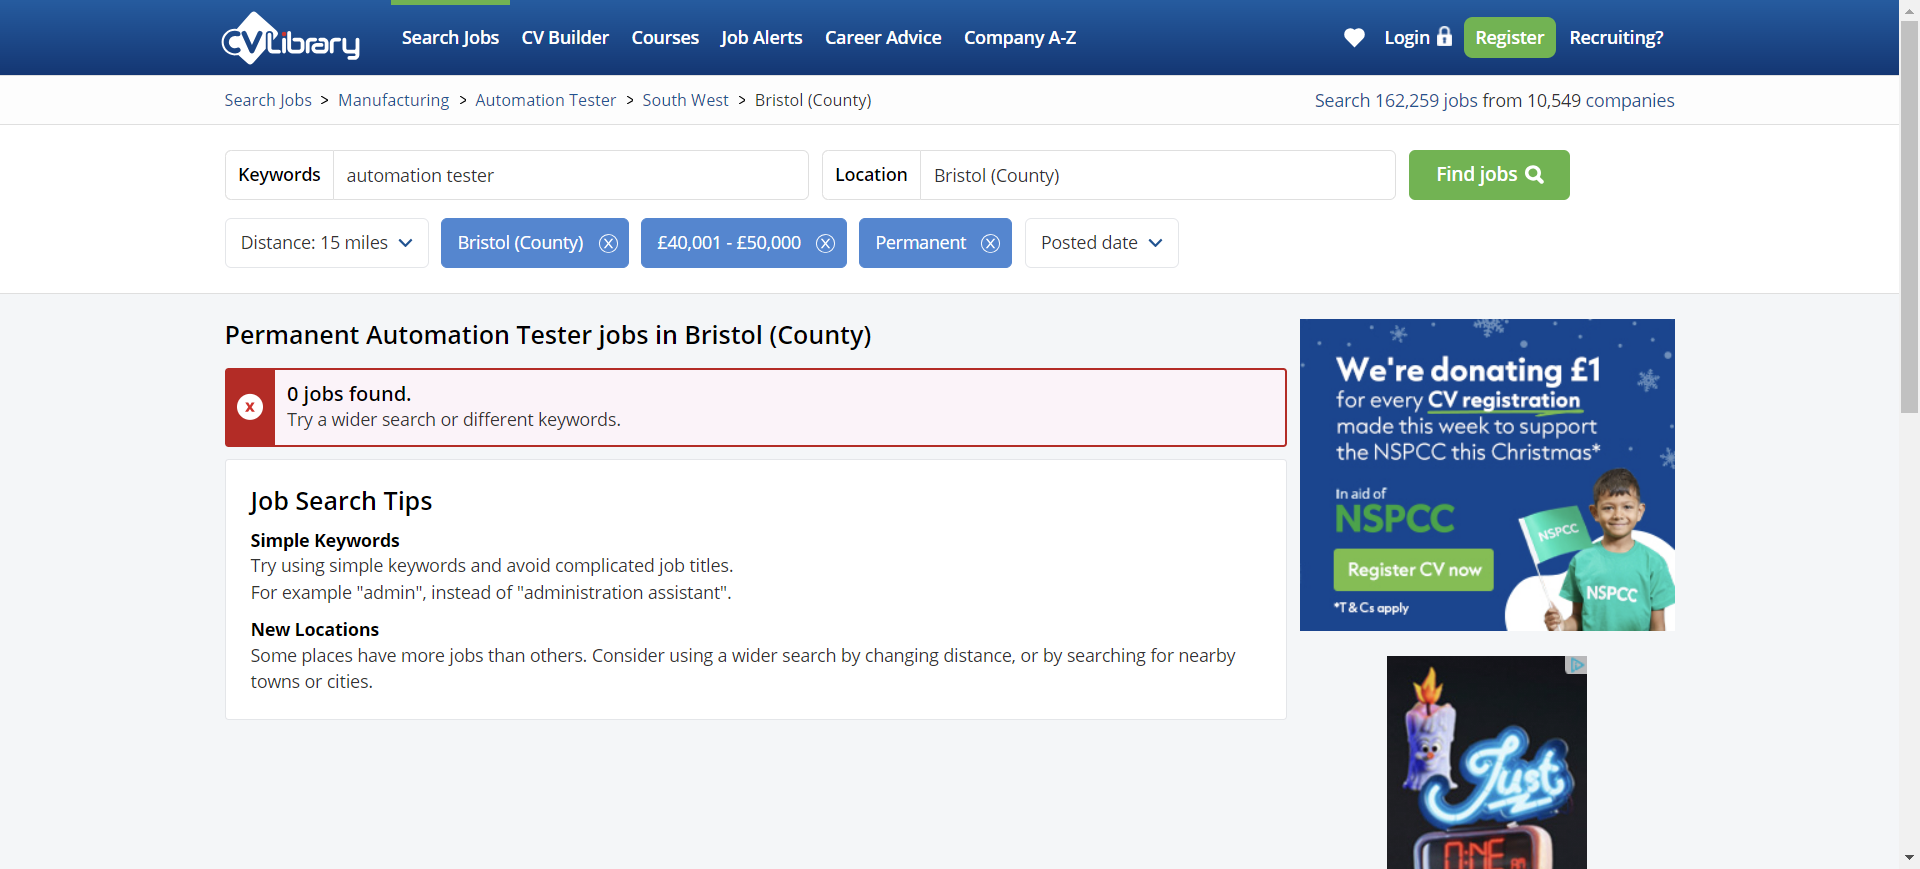 CVLibrary
Search Jobs CV Builder Courses Job Alerts Career Advice Company A-Z Login Register Recruiting?
Search Jobs > Manufacturing > Automation Tester > South West > Bristol (County) Search 162,259 jobs from 10,549 companies
Keywords automation tester Location Bristol (County) Find jobs
Distance: 15 miles Bristol (County) £40,001 - £50,000 Permanent Posted date
Permanent Automation Tester jobs in Bristol (County)
0 jobs found.
Try a wider search or different keywords.
Job Search Tips
Simple Keywords
Try using simple keywords and avoid complicated job titles.
For example "admin", instead of "administration assistant".
New Locations
Some places have more jobs than others. Consider using a wider search by changing distance, or by searching for nearby
towns or cities.
We're donating £1
for every CV registration
made this week to support
the NSPCC this Christmas*
In aid of
NSPCC
Register CV now
*T & Cs apply
NSPCC
NSPCC
Just
ONE